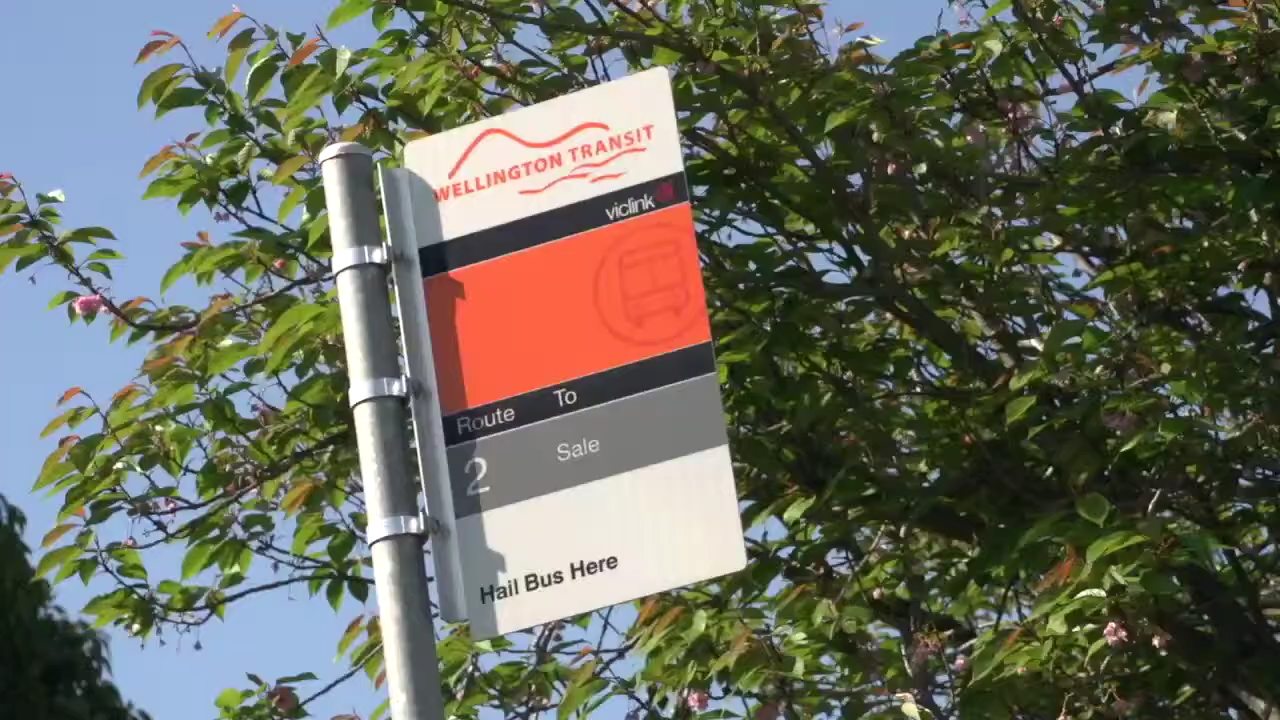 WELLINGTON TRANSIT
viclink
Route To
2 Sale
Hail Bus Here